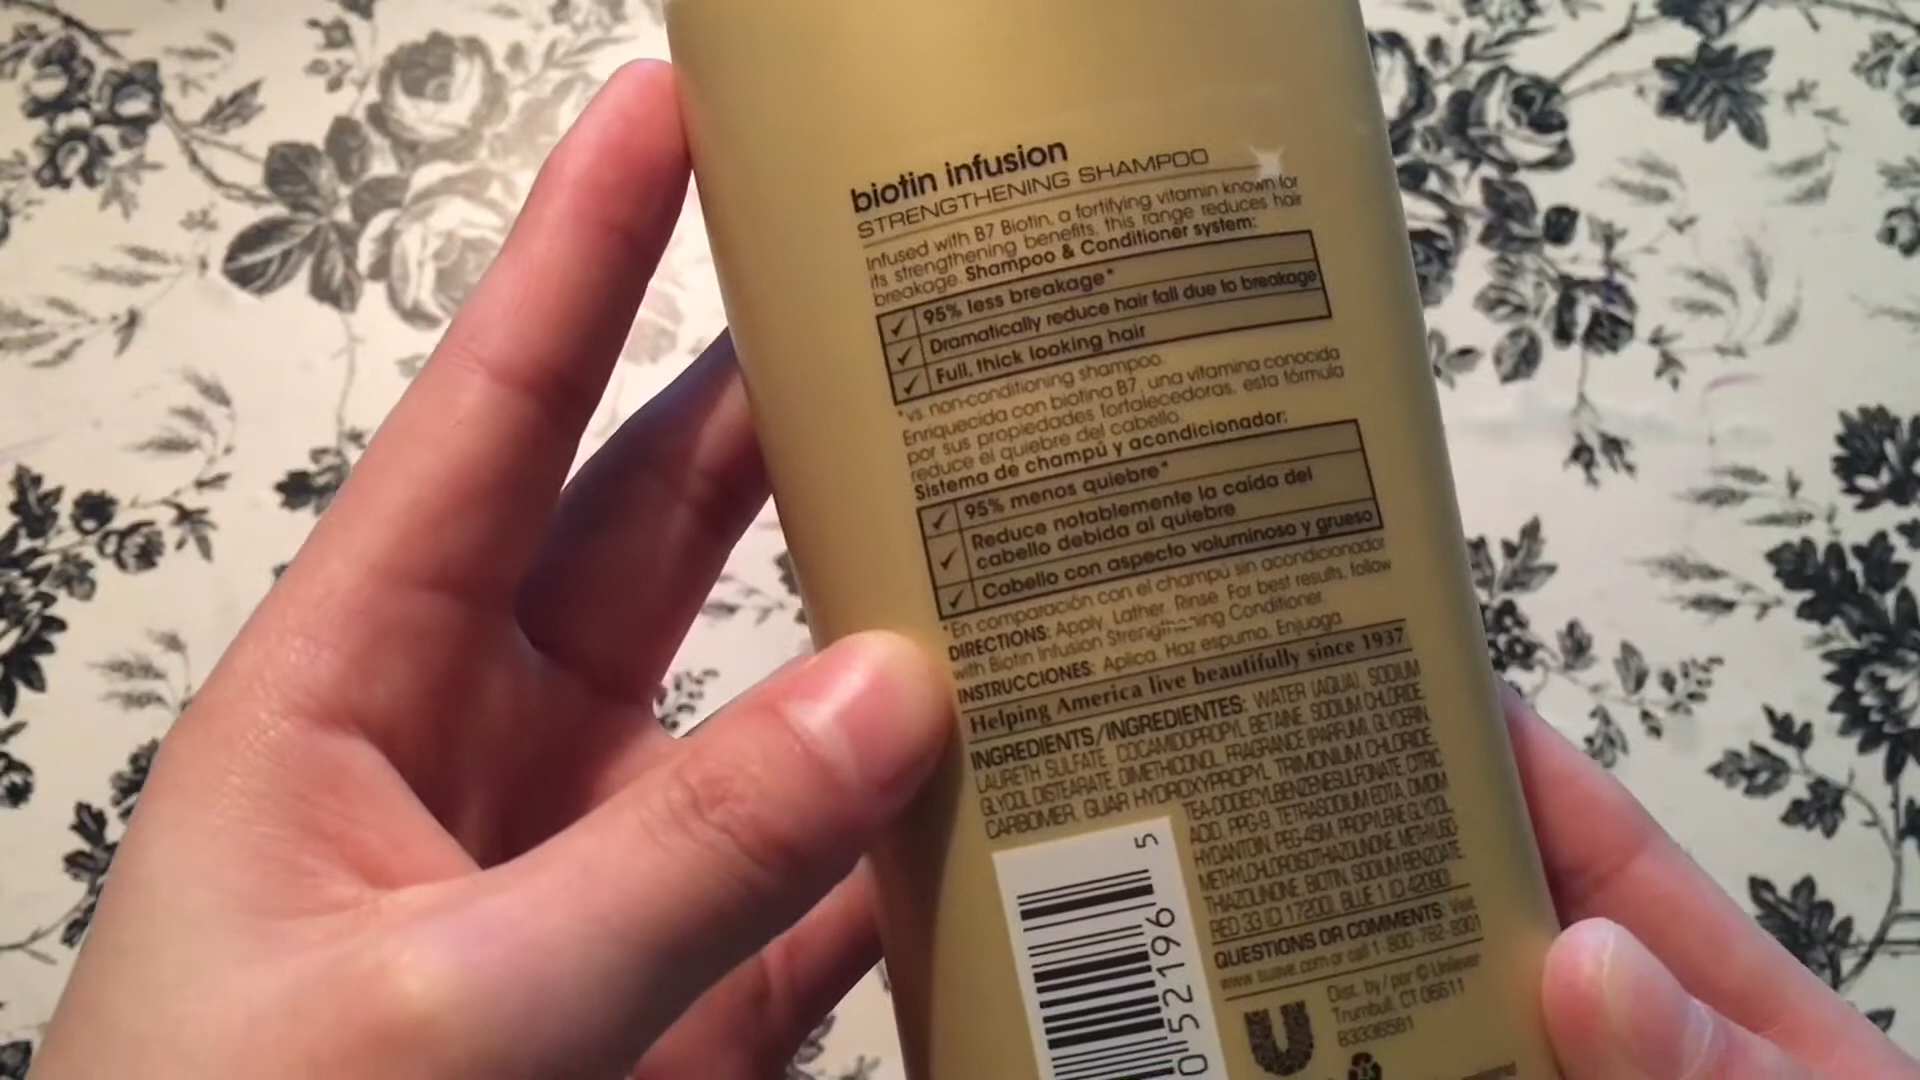 biotin infusion
STRENGTHENING SHAMPOO
Infused with B7 Biotin, a fortifying vitamin known for
its strengthening benefits, this range reduces hair
breakage. Shampoo & Conditioner system:
✓ 95% less breakage*
✓ Dramatically reduce hair fall due to breakage
✓ Full, thick looking hair
*vs non-conditioning shampoo.
Enriquecida con biotina B7, una vitamina conocida
por sus propiedades fortalecedoras, esta fórmula
reduce el quiebre del cabello.
Sistema de champú y acondicionador:
✓ 95% menos quiebre*
✓ Reduce notablemente la caída del
cabello debida al quiebre
✓ Cabello con aspecto voluminoso y grueso
*En comparación con el champú sin acondicionador
DIRECTIONS: Apply. Lather. Rinse. For best results, follow
with Biotin Infusion Strengthening Conditioner.
INSTRUCCIONES: Aplica. Haz espuma. Enjuaga.
Helping America live beautifully since 1937
INGREDIENTS/INGREDIENTES: WATER (AQUA), SODIUM
LAURETH SULFATE, COCAMIDOPROPYL BETAINE, SODIUM CHLORIDE,
GLYCOL DISTEARATE, DIMETHICONOL, FRAGRANCE (PARFUM), GLYCERIN,
CARBOMER, GUAR HYDROXYPROPYL TRIMONIUM CHLORIDE,
TEA-DODECYLBENZENESULFONATE, CITRIC
ACID, PPG-9, TETRASODIUM EDTA, DMDM
HYDANTOIN, PEG-45M, PROPYLENE GLYCOL,
METHYLCHLOROISOTHIAZOLINONE, METHYLISO-
THIAZOLINONE, BIOTIN, SODIUM BENZOATE,
RED 33 (CI 17200), BLUE 1 (CI 42090)
QUESTIONS OR COMMENTS: Visit
www.suave.com or call 1-800-782-8301
Dist. by / por © Unilever
Trumbull, CT 06611
83336581
0 52196 5